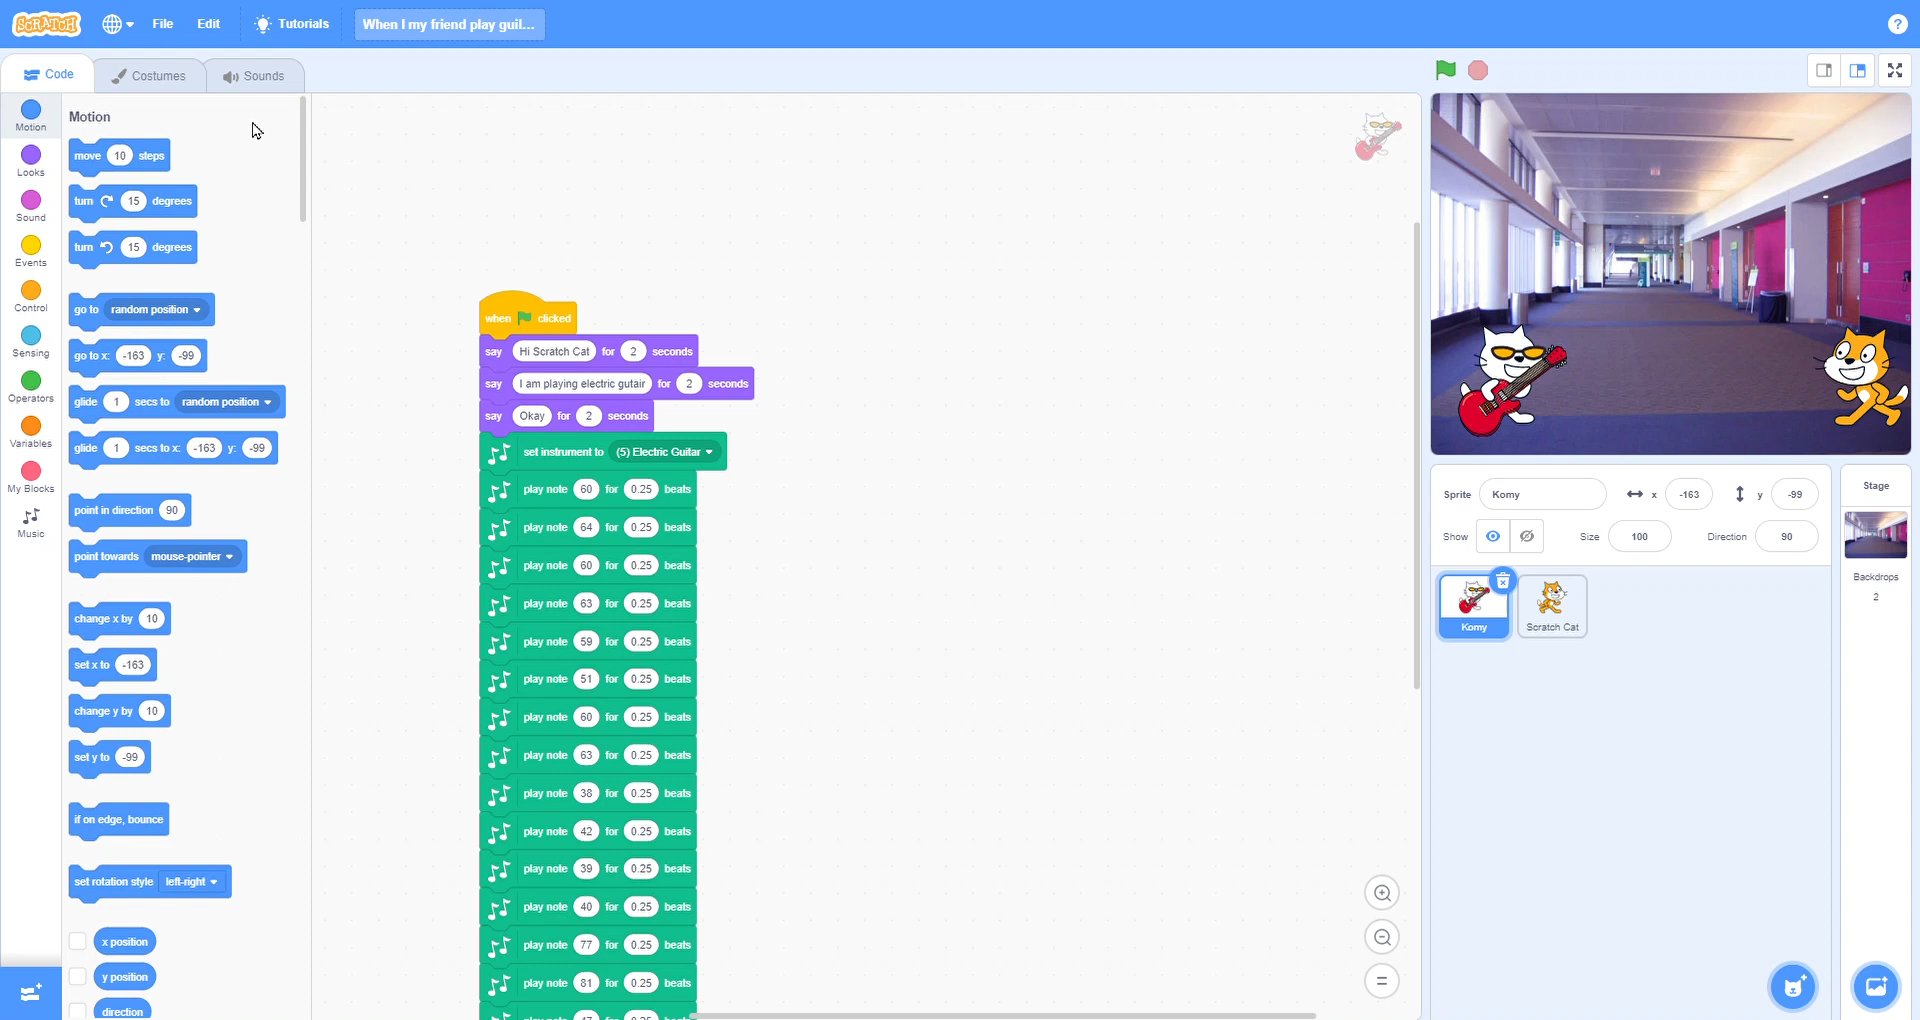 SCRATCH File Edit Tutorials When I my friend play guil...
Code Costumes Sounds
Motion
Looks
Sound
Events
Control
Sensing
Operators
Variables
My Blocks
Music
Motion
move 10 steps
turn 15 degrees
turn 15 degrees
go to random position
go to x: -163 y: -99
glide 1 secs to random position
glide 1 secs to x: -163 y: -99
point in direction 90
point towards mouse-pointer
change x by 10
set x to -163
change y by 10
set y to -99
if on edge, bounce
set rotation style left-right
x position
y position
direction
when clicked
say Hi Scratch Cat for 2 seconds
say I am playing electric gutair for 2 seconds
say Okay for 2 seconds
set instrument to (5) Electric Guitar
play note 60 for 0.25 beats
play note 64 for 0.25 beats
play note 60 for 0.25 beats
play note 63 for 0.25 beats
play note 59 for 0.25 beats
play note 51 for 0.25 beats
play note 60 for 0.25 beats
play note 63 for 0.25 beats
play note 38 for 0.25 beats
play note 42 for 0.25 beats
play note 39 for 0.25 beats
play note 40 for 0.25 beats
play note 77 for 0.25 beats
play note 81 for 0.25 beats
Sprite Komy x -163 y -99
Show Size 100 Direction 90
Komy
Scratch Cat
Stage
Backdrops
2